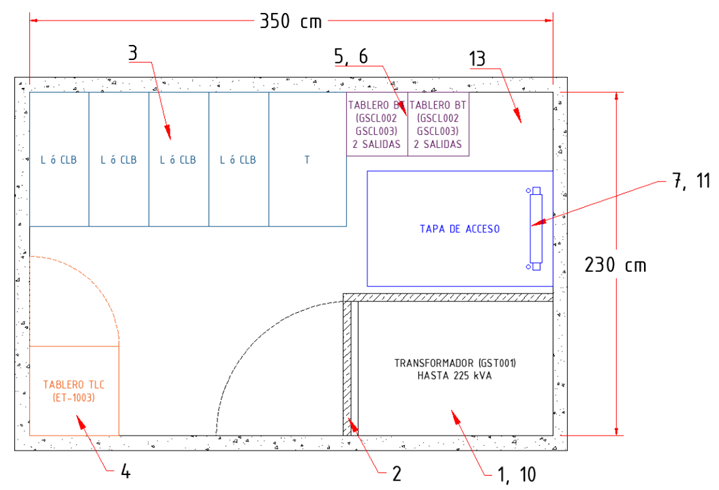 350 cm
3
5, 6
13
TABLERO BT
(GSCL002
GSCL003)
2 SALIDAS
TABLERO BT
(GSCL002
GSCL003)
2 SALIDAS
L ó CLB
L ó CLB
L ó CLB
L ó CLB
T
7, 11
TAPA DE ACCESO
230 cm
TRANSFORMADOR (GST001)
HASTA 225 kVA
TABLERO TLC
(ET-1003)
4
2
1, 10